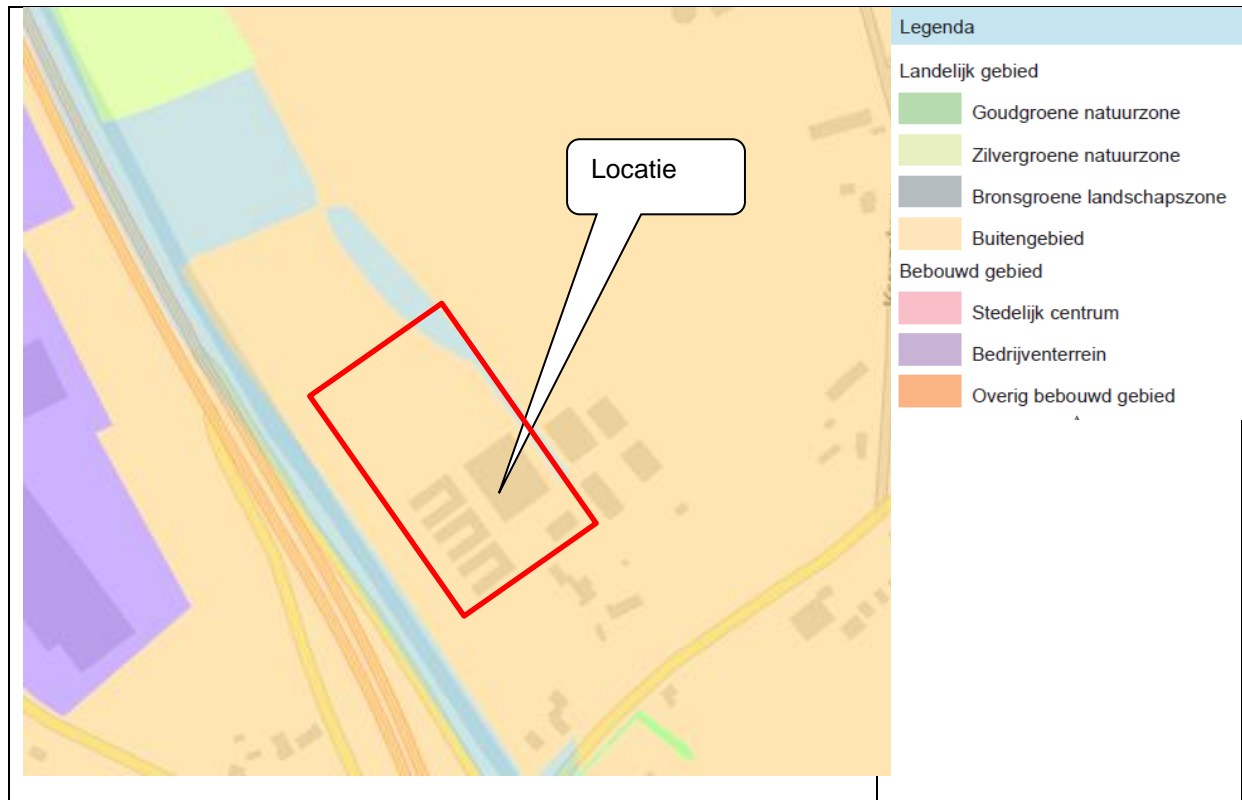 Locatie
Legenda
Landelijk gebied
Goudgroene natuurzone
Zilvergroene natuurzone
Bronsgroene landschapszone
Buitengebied
Bebouwd gebied
Stedelijk centrum
Bedrijventerrein
Overig bebouwd gebied